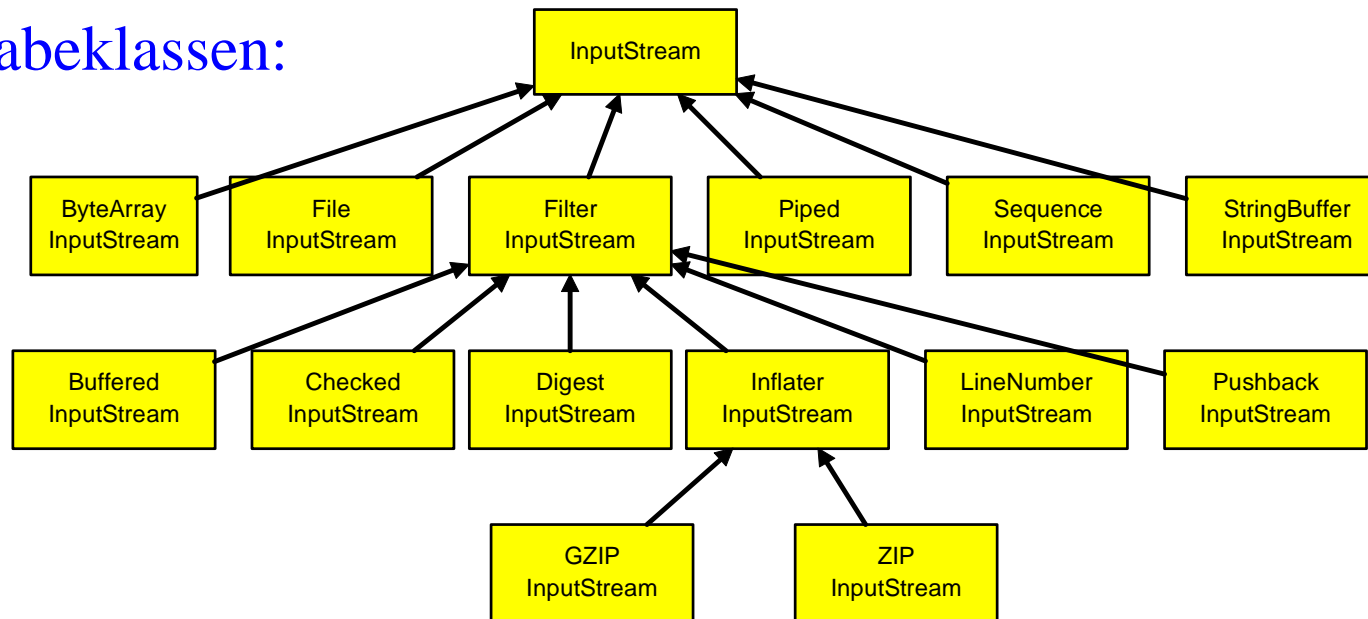 abeklassen:
InputStream
ByteArray
InputStream
File
InputStream
Filter
InputStream
Piped
InputStream
Sequence
InputStream
StringBuffer
InputStream
Buffered
InputStream
Checked
InputStream
Digest
InputStream
Inflater
InputStream
LineNumber
InputStream
Pushback
InputStream
GZIP
InputStream
ZIP
InputStream